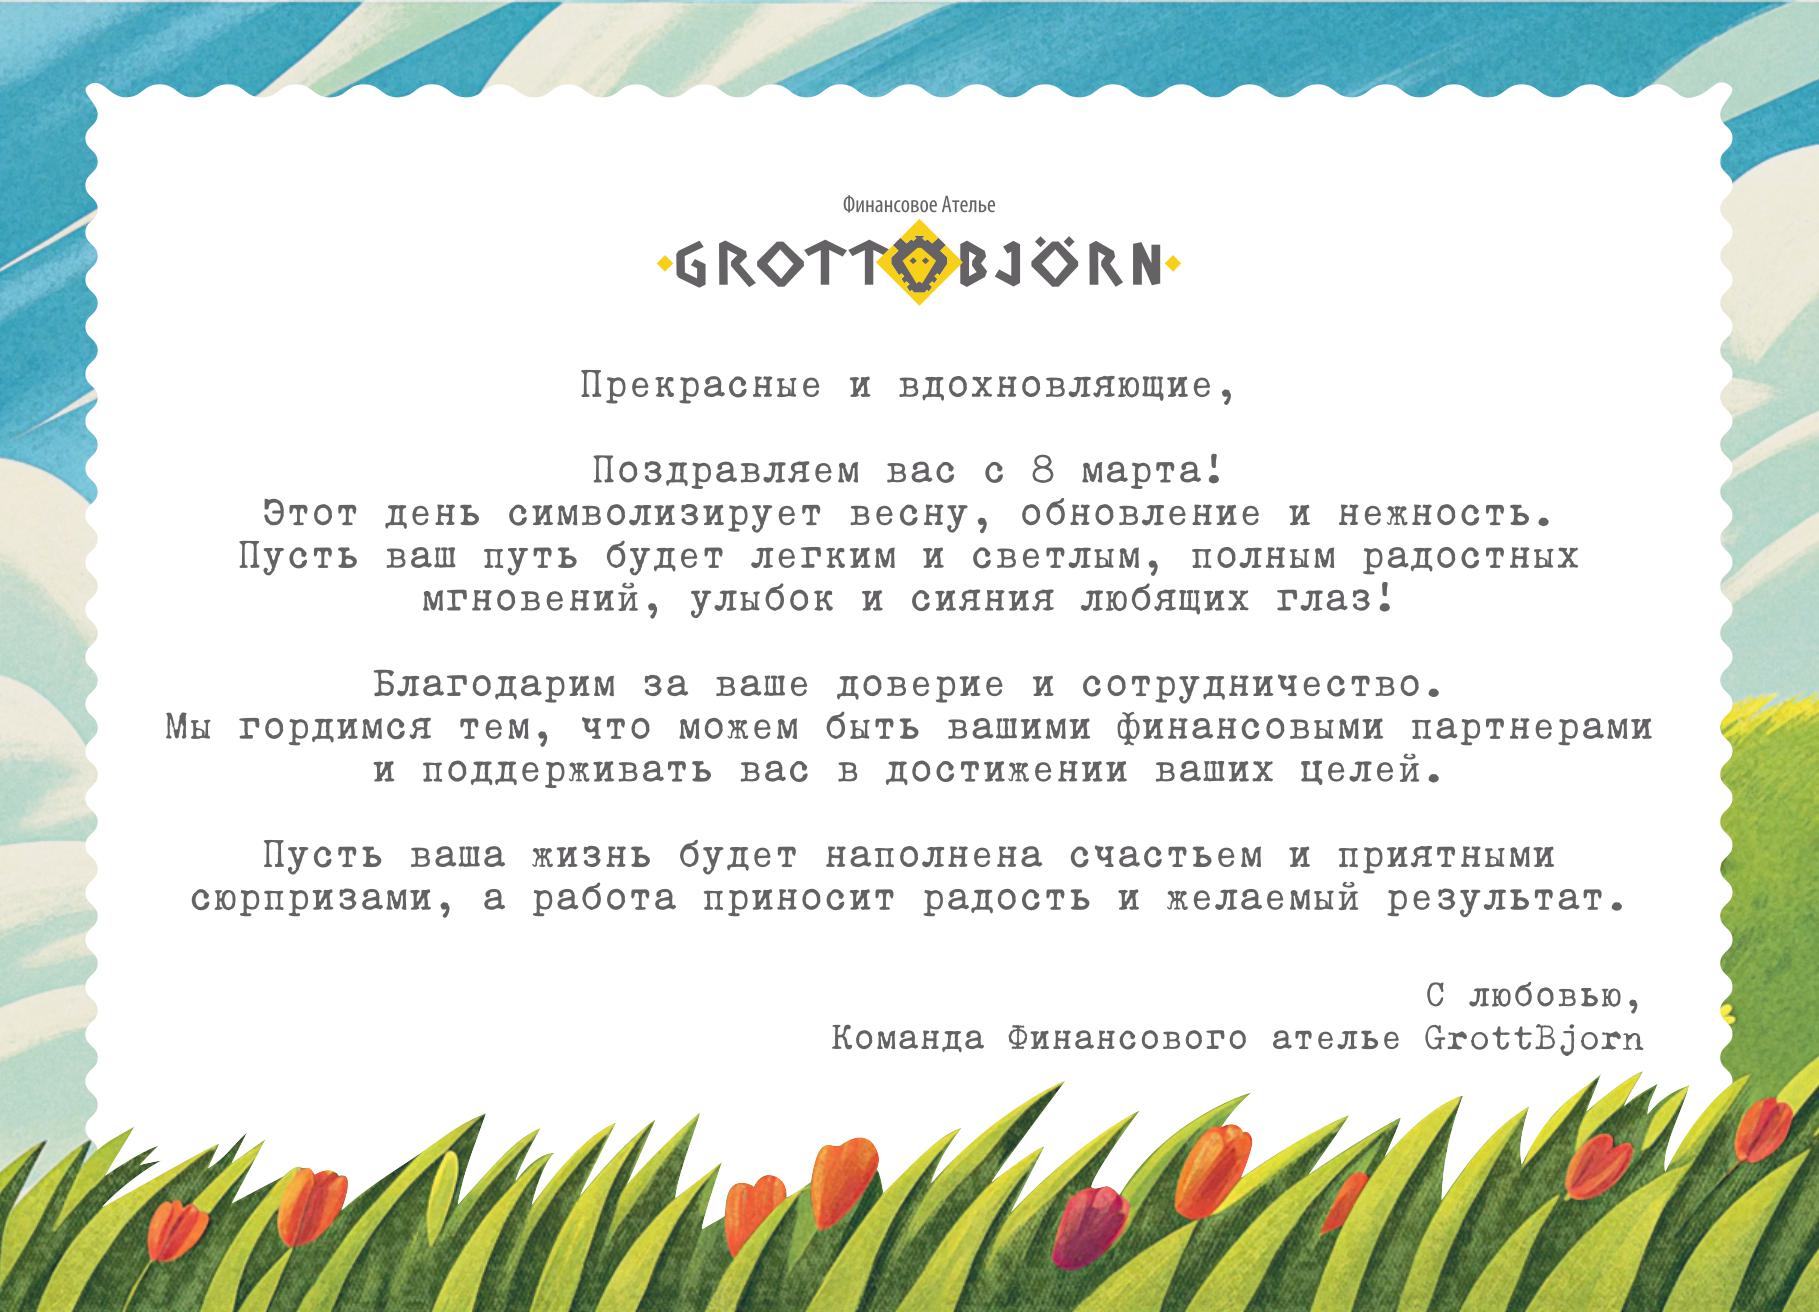 Финансовое Ателье
GROTTBJÖRN
Прекрасные и вдохновляющие,
Поздравляем вас с 8 марта!
Этот день символизирует весну, обновление и нежность.
Пусть ваш путь будет легким и светлым, полным радостных
мгновений, улыбок и сияния любящих глаз!
Благодарим за ваше доверие и сотрудничество.
Мы гордимся тем, что можем быть вашими финансовыми партнерами
и поддерживать вас в достижении ваших целей.
Пусть ваша жизнь будет наполнена счастьем и приятными
сюрпризами, а работа приносит радость и желаемый результат.
С любовью,
Команда Финансового ателье GrottBjorn